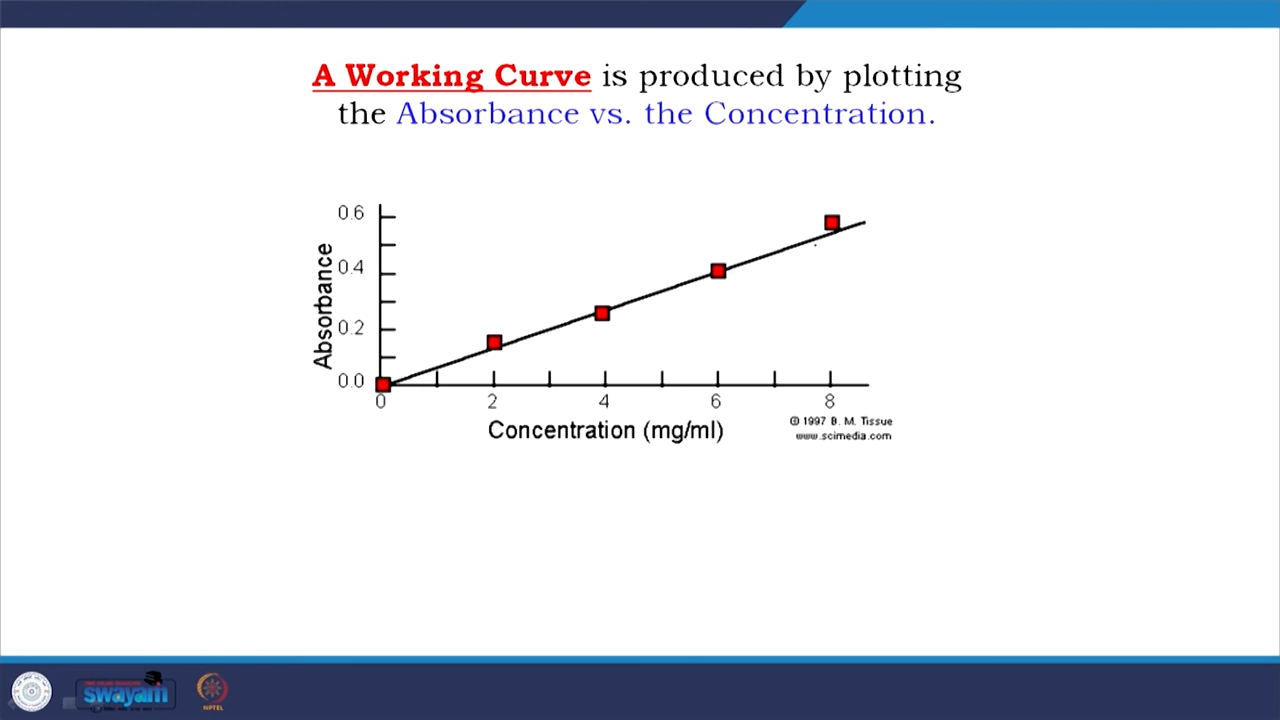 A Working Curve is produced by plotting
the Absorbance vs. the Concentration.
0.6
0.4
0.2
0.0
Absorbance
0
2
4
6
8
Concentration (mg/ml)
© 1997 B. M. Tissue
www.scimedia.com
swayam
NPTEL